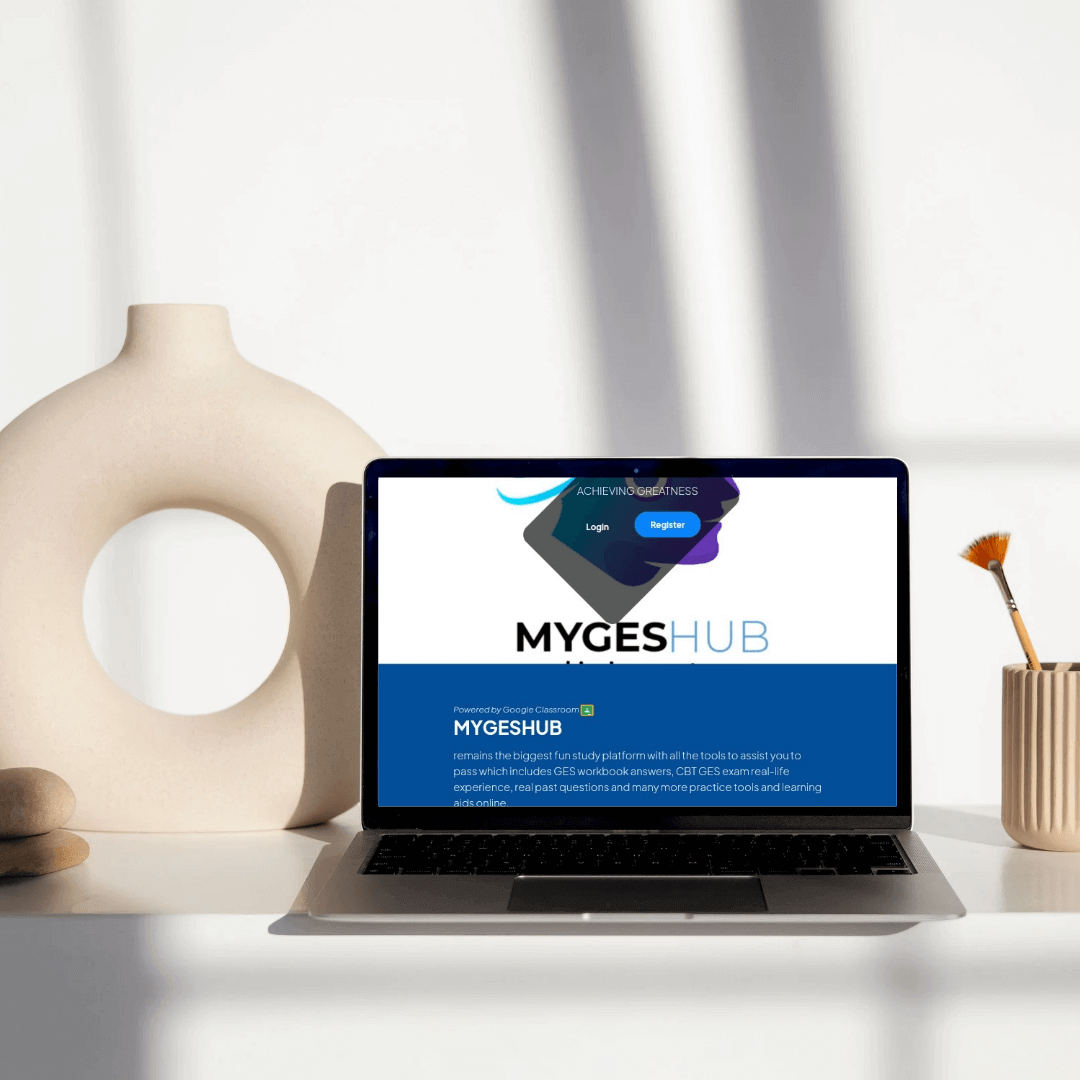 ACHIEVING GREATNESS
Login
Register
MYGESHUB
Powered by Google Classroom
MYGESHUB
remains the biggest fun study platform with all the tools to assist you to
pass which includes GES workbook answers, CBT GES exam real-life
experience, real past questions and many more practice tools and learning
aids online.